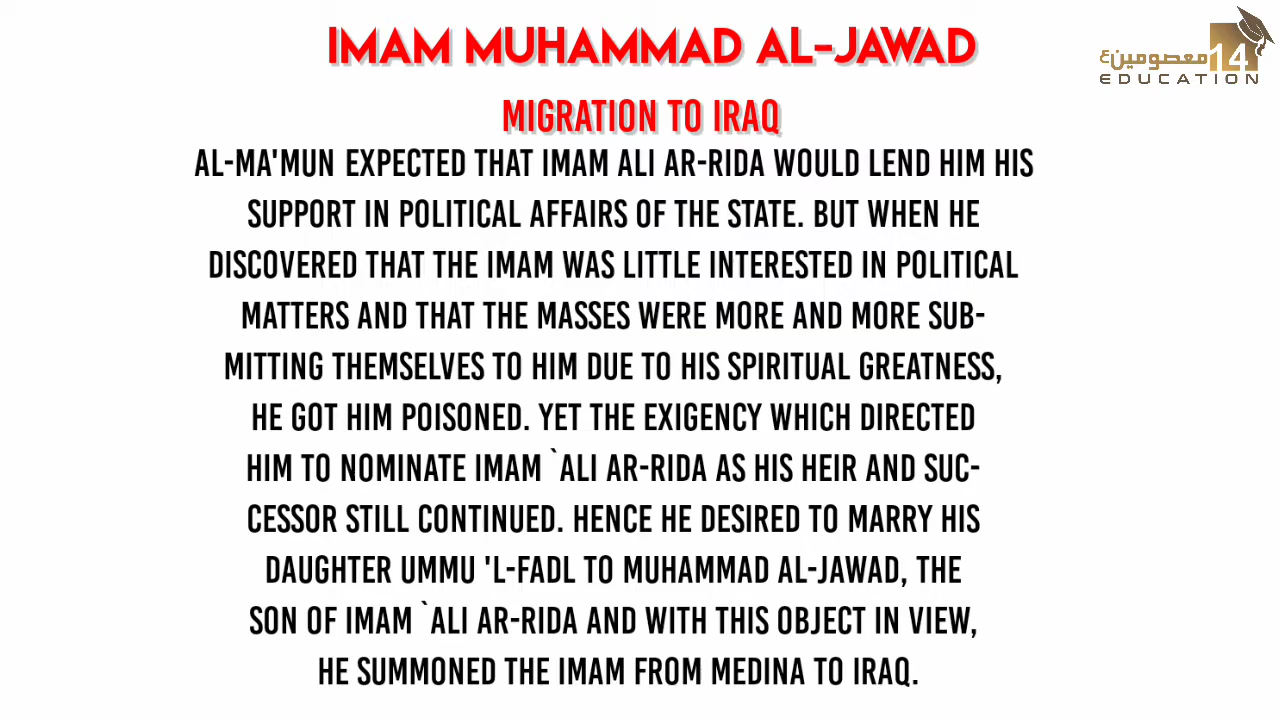 IMAM MUHAMMAD AL-JAWAD
معصومینؑ 14
EDUCATION
MIGRATION TO IRAQ
AL-MA'MUN EXPECTED THAT IMAM ALI AR-RIDA WOULD LEND HIM HIS
SUPPORT IN POLITICAL AFFAIRS OF THE STATE. BUT WHEN HE
DISCOVERED THAT THE IMAM WAS LITTLE INTERESTED IN POLITICAL
MATTERS AND THAT THE MASSES WERE MORE AND MORE SUB-
MITTING THEMSELVES TO HIM DUE TO HIS SPIRITUAL GREATNESS,
HE GOT HIM POISONED. YET THE EXIGENCY WHICH DIRECTED
HIM TO NOMINATE IMAM `ALI AR-RIDA AS HIS HEIR AND SUC-
CESSOR STILL CONTINUED. HENCE HE DESIRED TO MARRY HIS
DAUGHTER UMMU 'L-FADL TO MUHAMMAD AL-JAWAD, THE
SON OF IMAM `ALI AR-RIDA AND WITH THIS OBJECT IN VIEW,
HE SUMMONED THE IMAM FROM MEDINA TO IRAQ.